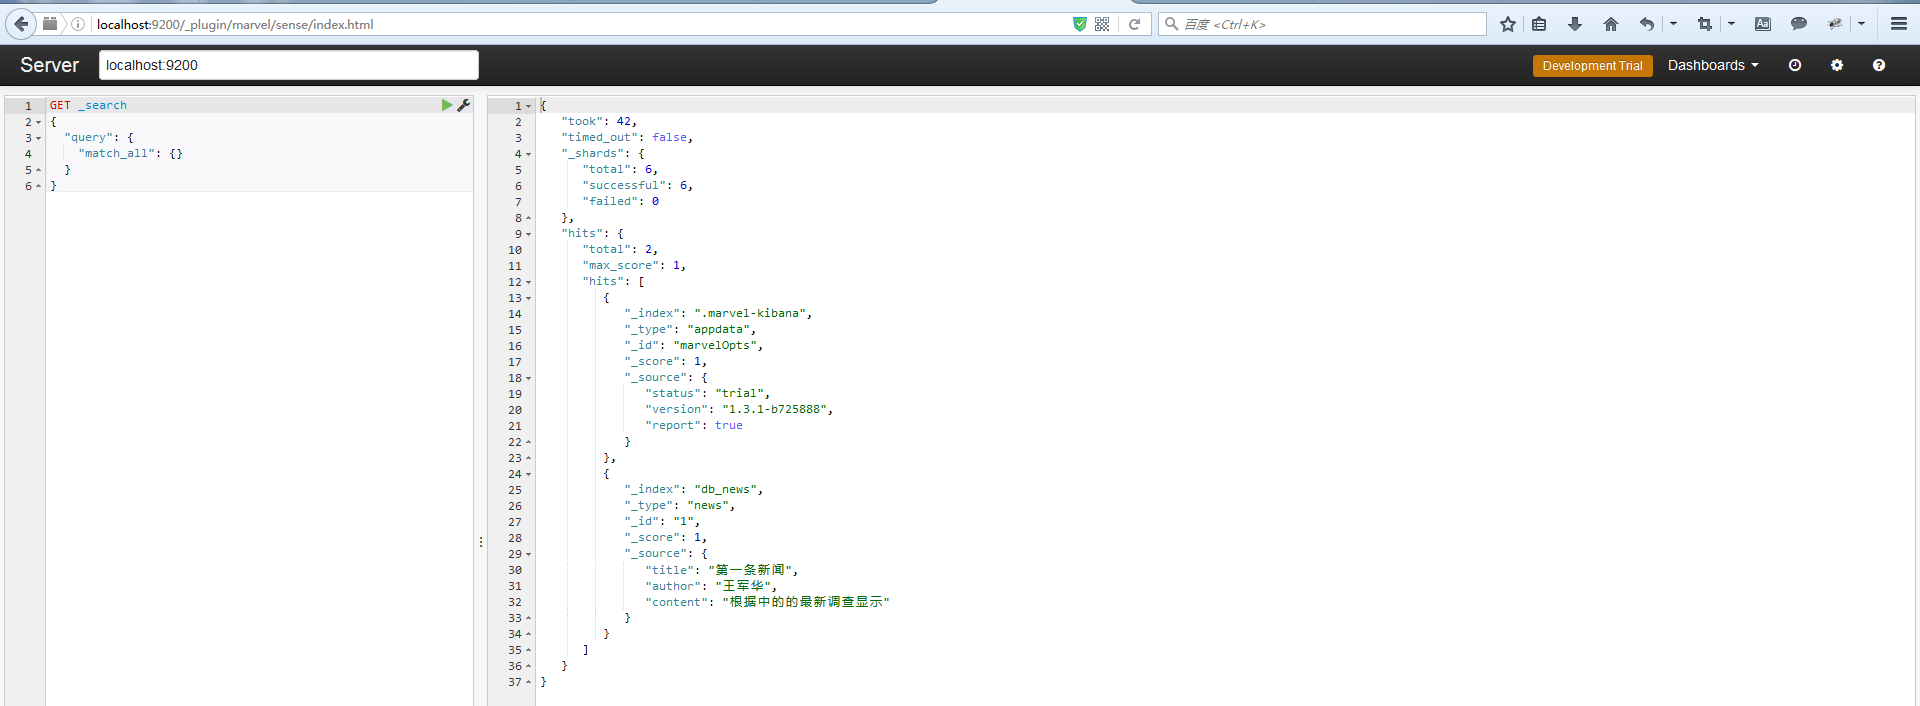 localhost:9200/_plugin/marvel/sense/index.html
百度 <Ctrl+K>
Server
localhost:9200
Development Trial
Dashboards
1 GET _search
2 {
3 "query": {
4 "match_all": {}
5 }
6 }
1 {
2 "took": 42,
3 "timed_out": false,
4 "_shards": {
5 "total": 6,
6 "successful": 6,
7 "failed": 0
8 },
9 "hits": {
10 "total": 2,
11 "max_score": 1,
12 "hits": [
13 {
14 "_index": ".marvel-kibana",
15 "_type": "appdata",
16 "_id": "marvelOpts",
17 "_score": 1,
18 "_source": {
19 "status": "trial",
20 "version": "1.3.1-b725888",
21 "report": true
22 }
23 },
24 {
25 "_index": "db_news",
26 "_type": "news",
27 "_id": "1",
28 "_score": 1,
29 "_source": {
30 "title": "第一条新闻",
31 "author": "王军华",
32 "content": "根据中的的最新调查显示"
33 }
34 }
35 ]
36 }
37 }